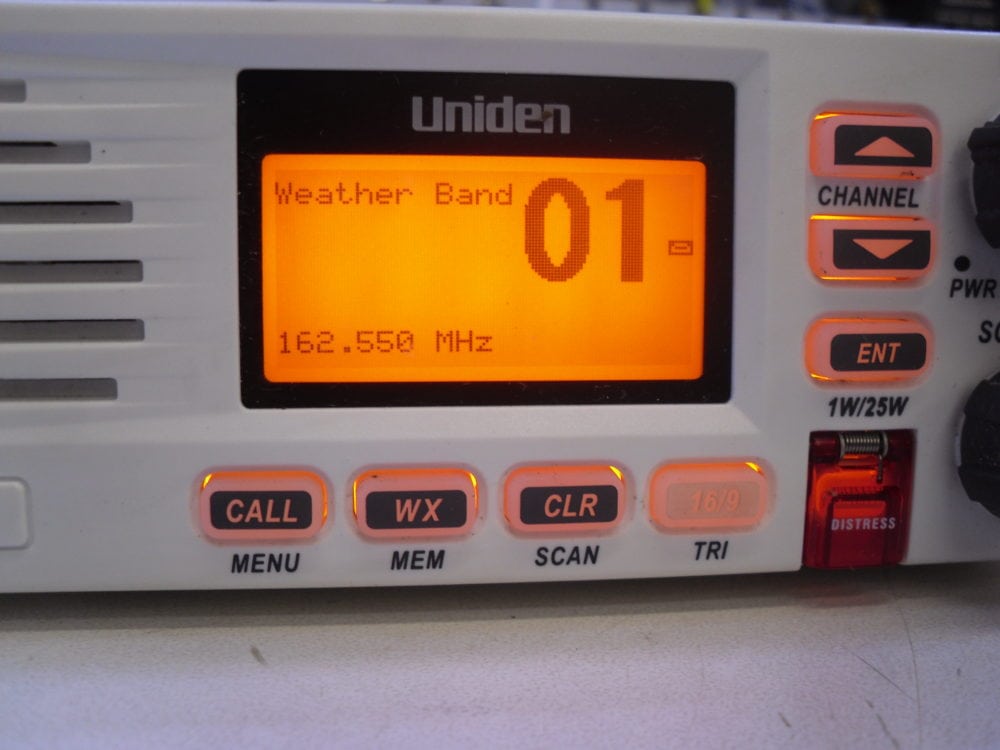 Uniden
Weather Band 01
162.550 MHz
CHANNEL
PWR
ENT
1W/25W
DISTRESS
CALL WX CLR 16/9
MENU MEM SCAN TRI